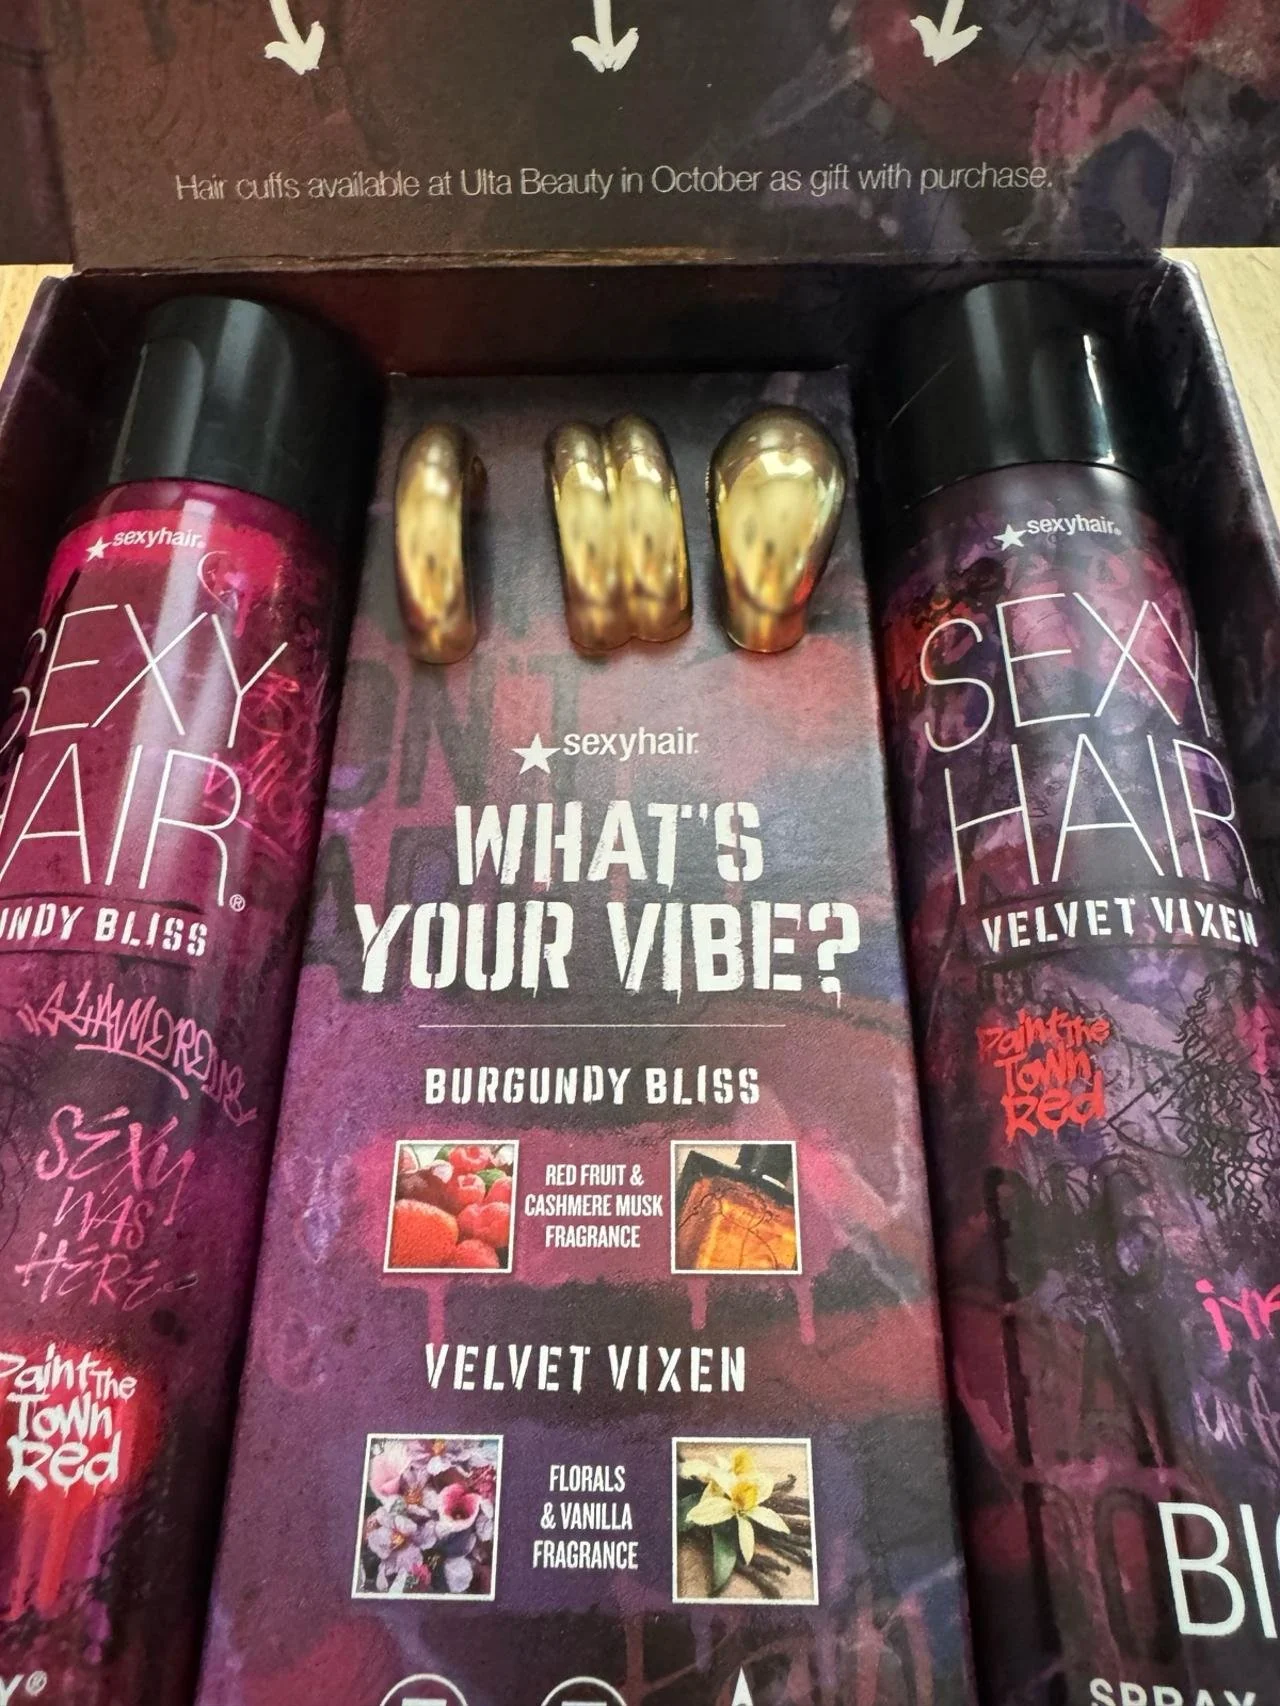 Hair cuffs available at Ulta Beauty in October as gift with purchase.
sexyhair®
SEXY
HAIR®
BLISS
"GLAMOROUS"
SEXY
WAS
HERE
Paint The
Town
Red
sexyhair
WHAT'S
YOUR VIBE?
BURGUNDY BLISS
RED FRUIT &
CASHMERE MUSK
FRAGRANCE
VELVET VIXEN
FLORALS
& VANILLA
FRAGRANCE
sexyhair®
SEXY
HAIR
VELVET VIXEN
Paint The
Town
Red
SPRAY